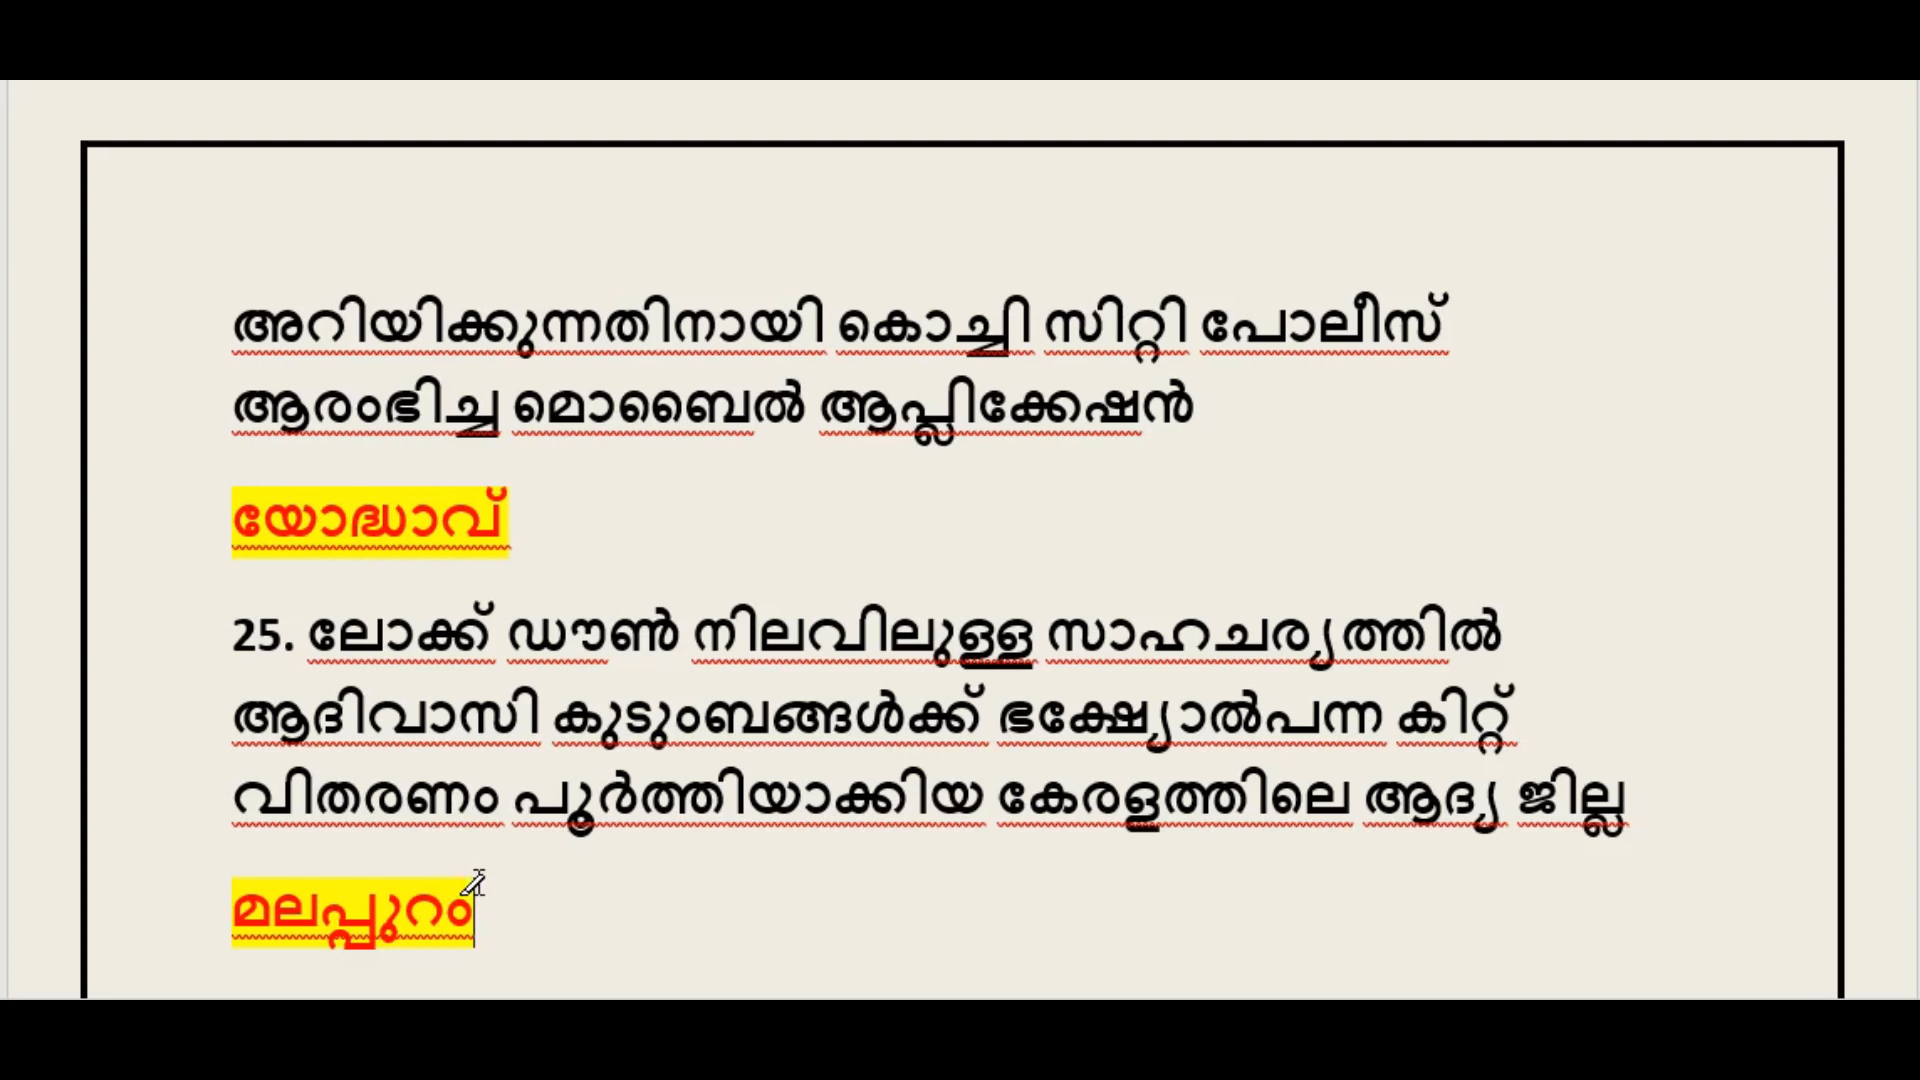 അറിയിക്കുന്നതിനായി കൊച്ചി സിറ്റി പോലീസ്
ആരംഭിച്ച മൊബൈൽ ആപ്ലിക്കേഷൻ
യോദ്ധാവ്
25. ലോക്ക് ഡൗൺ നിലവിലുള്ള സാഹചര്യത്തിൽ
ആദിവാസി കുടുംബങ്ങൾക്ക് ഭക്ഷ്യോൽപന്ന കിറ്റ്
വിതരണം പൂർത്തിയാക്കിയ കേരളത്തിലെ ആദ്യ ജില്ല
മലപ്പുറം